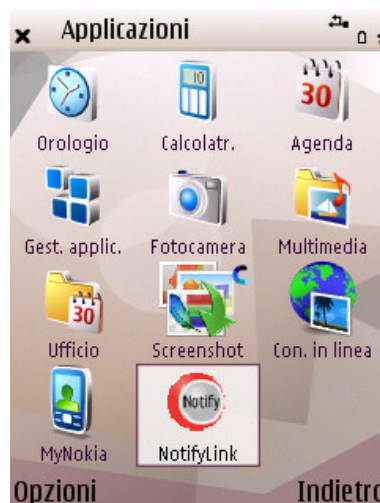 Applicazioni
10
30
Orologio Calcolatr. Agenda
Gest. applic. Fotocamera Multimedia
30
Ufficio Screenshot Con. in linea
Notify
MyNokia NotifyLink
Opzioni Indietro